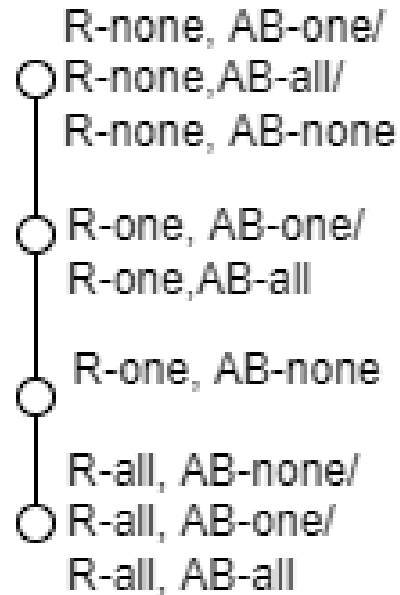 R-none, AB-one/
R-none,AB-all/
R-none, AB-none
R-one, AB-one/
R-one,AB-all
R-one, AB-none
R-all, AB-none/
R-all, AB-one/
R-all, AB-all